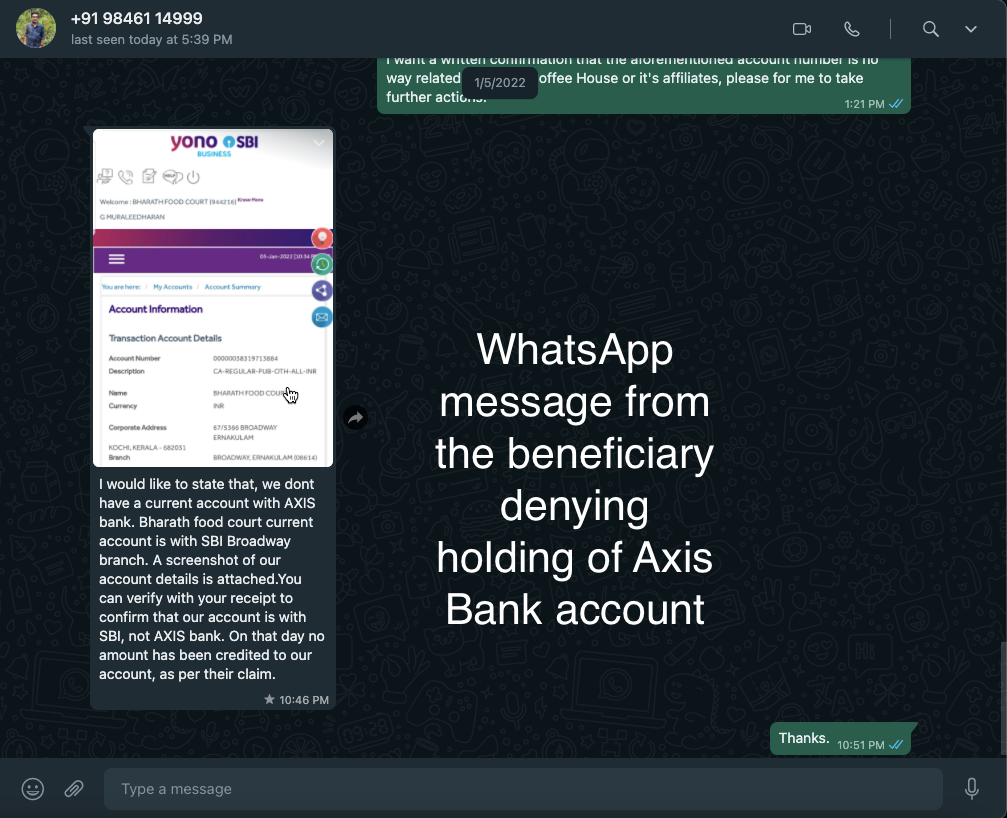 +91 98461 14999
last seen today at 5:39 PM
I want a written confirmation that the aforementioned account number is no
way related offee House or it's affiliates, please for me to take
further actions.
1:21 PM
1/5/2022
yono SBI
BUSINESS
Welcome : BHARATH FOOD COURT (944216) Know More
G MURALEEDHARAN
05-Jan-2022 [10:34 P
You are here: / My Accounts / Account Summary
Account Information
Transaction Account Details
Account Number 00000038319713884
Description CA-REGULAR-PUB-OTH-ALL-INR
Name BHARATH FOOD COU
Currency INR
Corporate Address 67/5366 BROADWAY
ERNAKULAM
KOCHI, KERALA - 682031
Branch BROADWAY, ERNAKULAM (08614)
I would like to state that, we dont
have a current account with AXIS
bank. Bharath food court current
account is with SBI Broadway
branch. A screenshot of our
account details is attached.You
can verify with your receipt to
confirm that our account is with
SBI, not AXIS bank. On that day no
amount has been credited to our
account, as per their claim.
10:46 PM
WhatsApp
message from
the beneficiary
denying
holding of Axis
Bank account
Thanks.
10:51 PM
Type a message